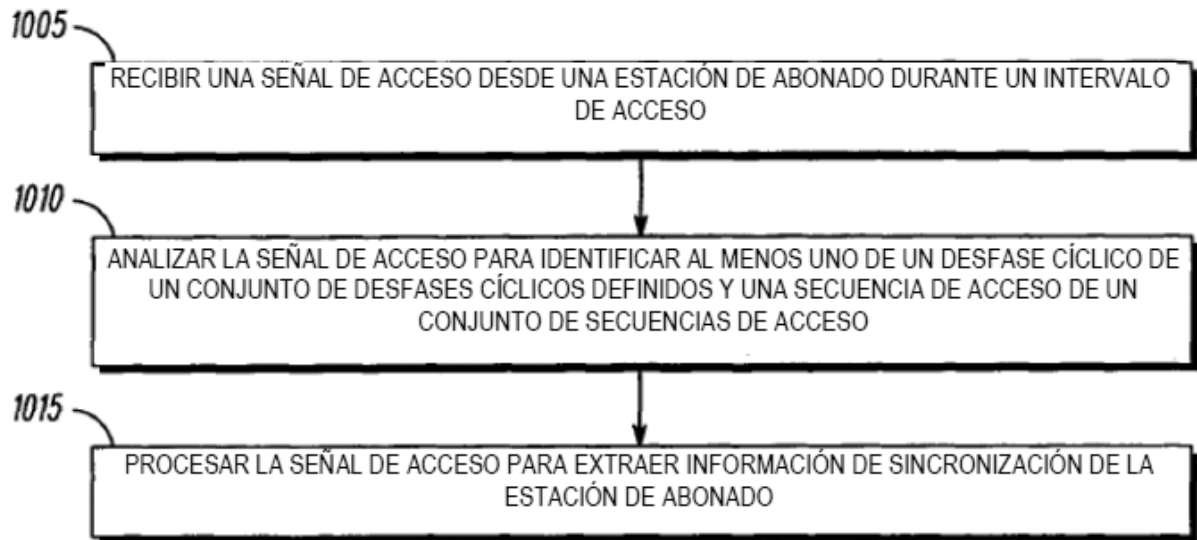 1005
RECIBIR UNA SEÑAL DE ACCESO DESDE UNA ESTACIÓN DE ABONADO DURANTE UN INTERVALO
DE ACCESO
1010
ANALIZAR LA SEÑAL DE ACCESO PARA IDENTIFICAR AL MENOS UNO DE UN DESFASE CÍCLICO DE
UN CONJUNTO DE DESFASES CÍCLICOS DEFINIDOS Y UNA SECUENCIA DE ACCESO DE UN
CONJUNTO DE SECUENCIAS DE ACCESO
1015
PROCESAR LA SEÑAL DE ACCESO PARA EXTRAER INFORMACIÓN DE SINCRONIZACIÓN DE LA
ESTACIÓN DE ABONADO